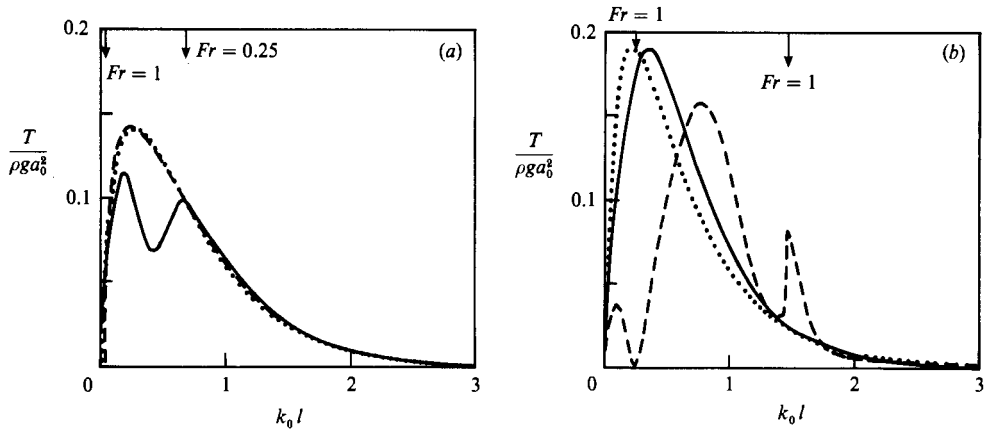 0.2
Fr = 0.25
(a)
Fr = 1
T
ρga₀²
0.1
0
1
2
3
k₀l
Fr = 1
0.2
(b)
Fr = 1
T
ρga₀²
0.1
0
1
2
3
k₀l